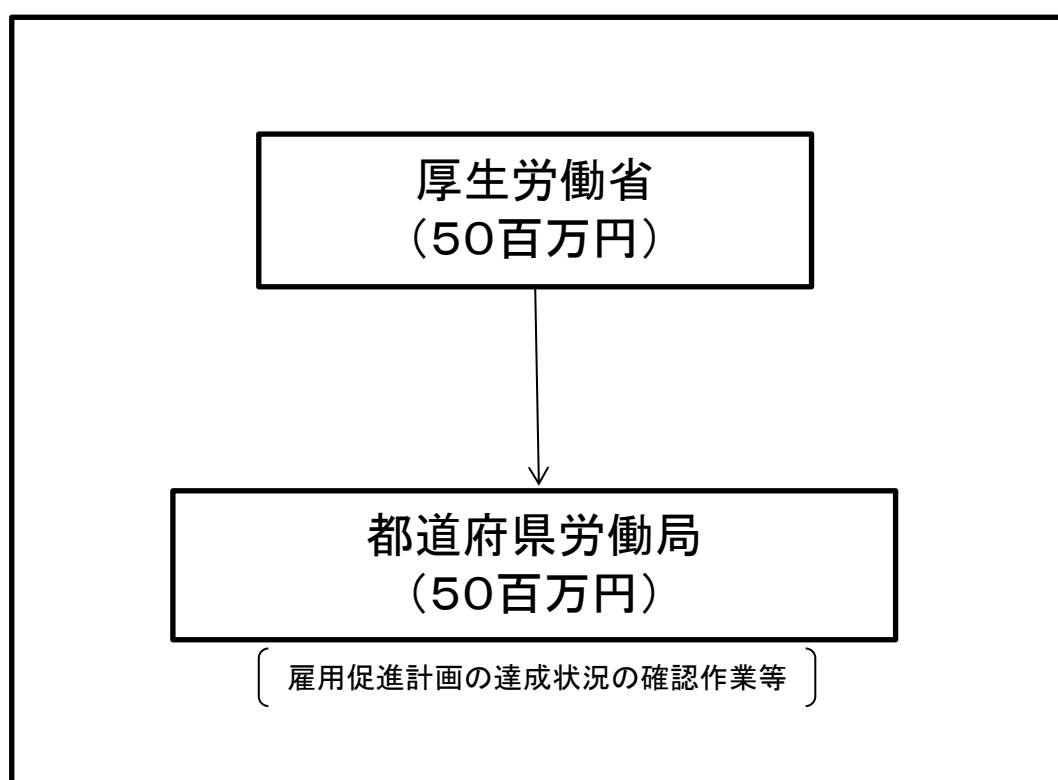 厚生労働省
（５０百万円）
都道府県労働局
（５０百万円）
雇用促進計画の達成状況の確認作業等